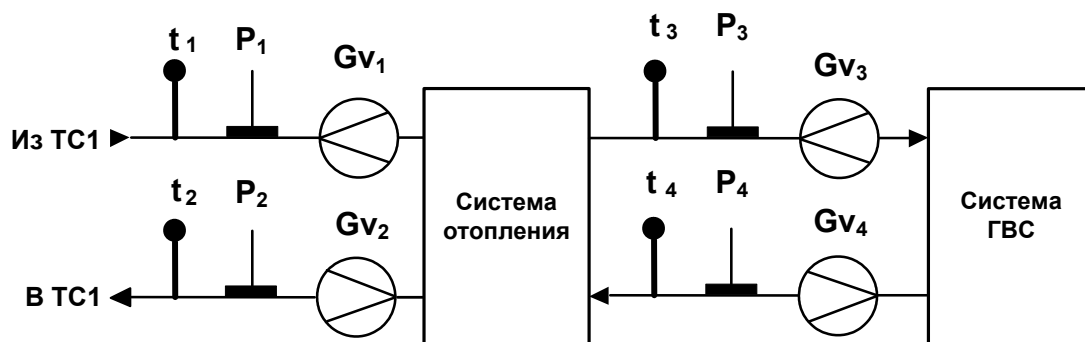 t 1 P1 Gv1 t 3 P3 Gv3
Из ТС1
t 2 P2 Gv2 Система отопления t 4 P4 Gv4 Система ГВС
В ТС1